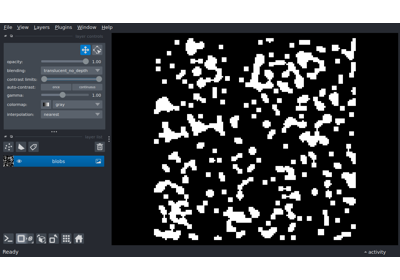 File View Layers Plugins Window Help
opacity: 1.00
blending: translucent_no_depth
contrast limits:
auto-contrast: once continuous
gamma: 1.00
colormap: gray
interpolation: nearest
blobs
Ready activity